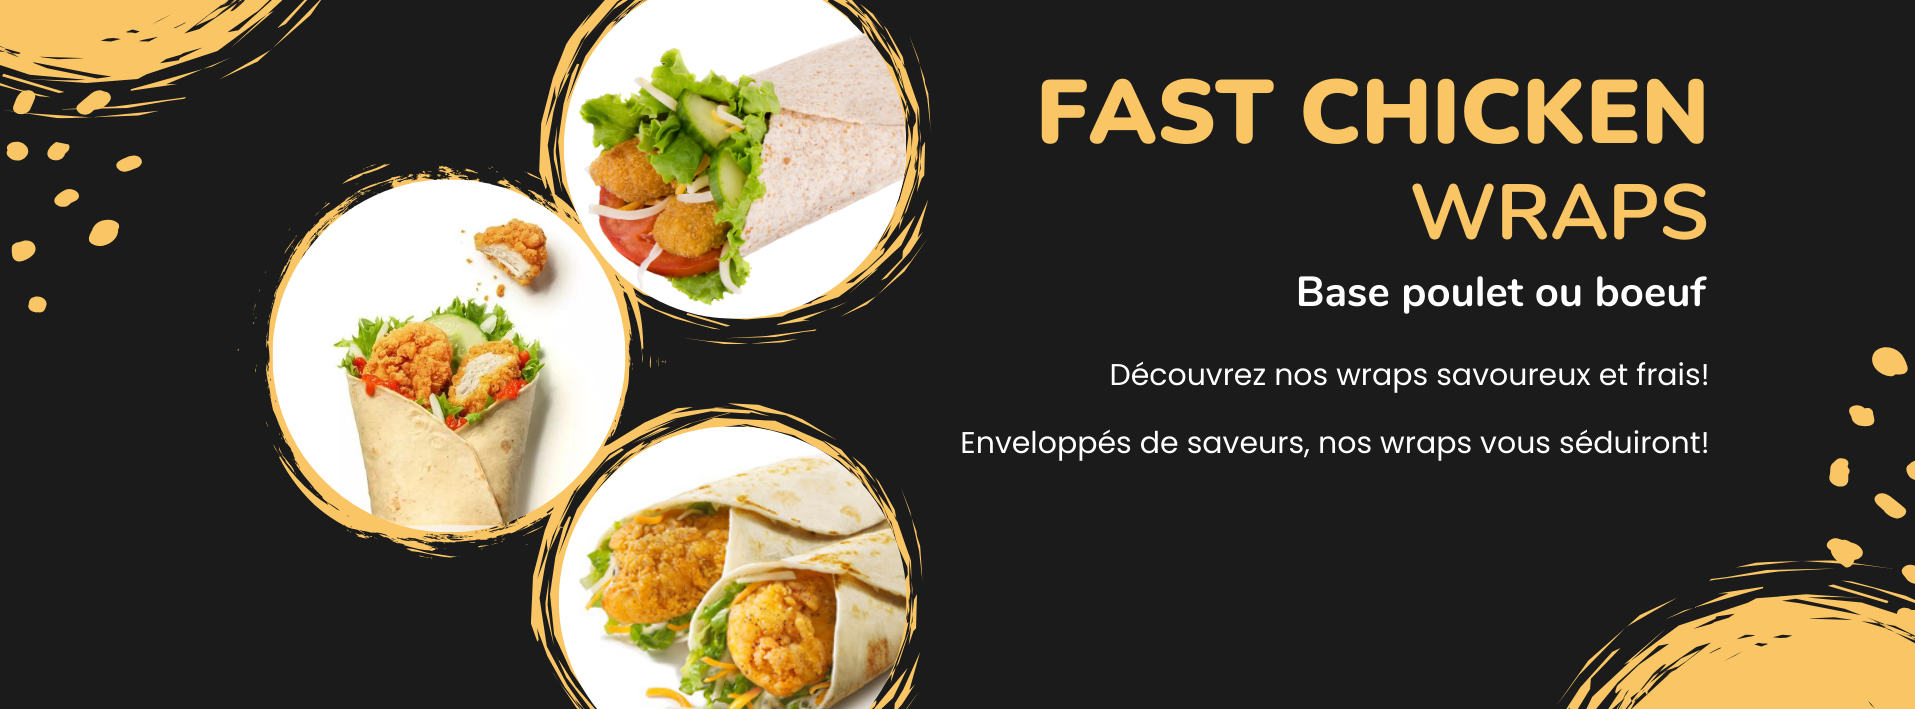 FAST CHICKEN
WRAPS
Base poulet ou boeuf
Découvrez nos wraps savoureux et frais!
Enveloppés de saveurs, nos wraps vous séduiront!